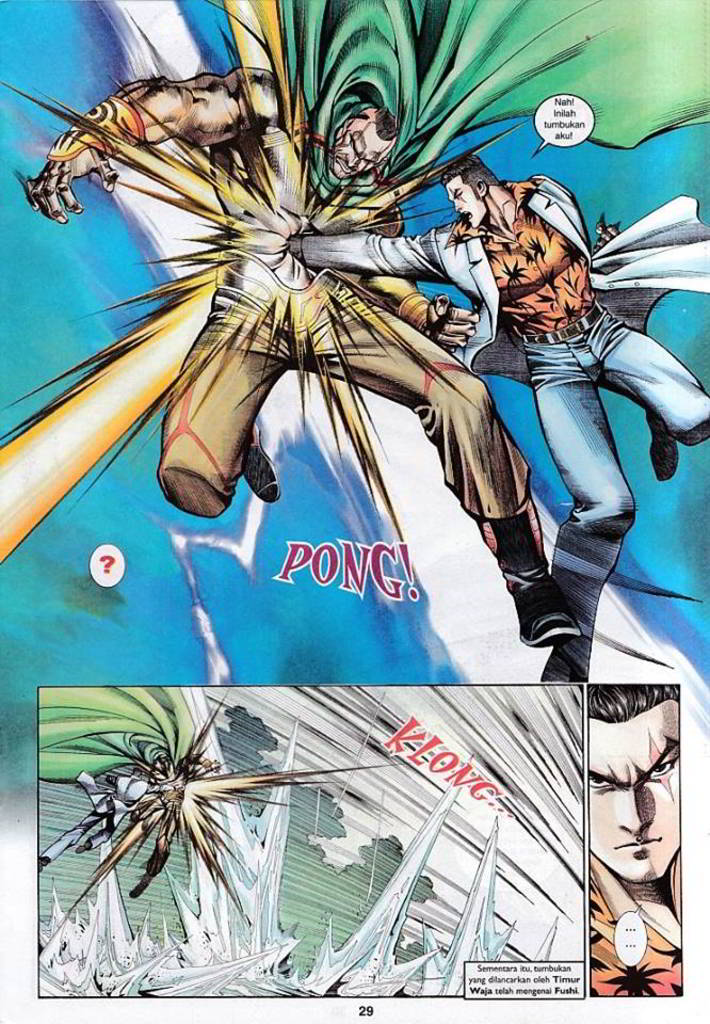 Nah!
Inilah
tumbukan
aku!
?
PONG!
KLONG...
Sementara itu, tumbukan
yang dilancarkan oleh Timur
Waja telah mengenai Fushi.
...
...
29